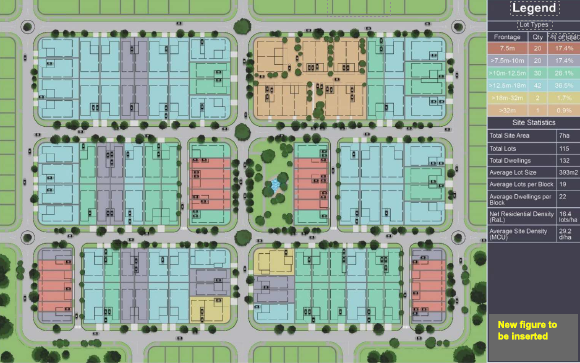 Legend
Lot Types
Frontage Qty % of total
7.5m 20 17.4%
>7.5m-10m 20 17.4%
>10m-12.5m 30 26.1%
>12.5m-18m 42 36.5%
>18m-32m 2 1.7%
>32m 1 0.9%
Site Statistics
Total Site Area 7ha
Total Lots 115
Total Dwellings 132
Average Lot Size 393m2
Average Lots per Block 19
Average Dwellings per 22
Block
Net Residential Density 16.4
(RaL) lots/ha
Average Site Density 29.2
(MCU) d/ha
New figure to
be inserted